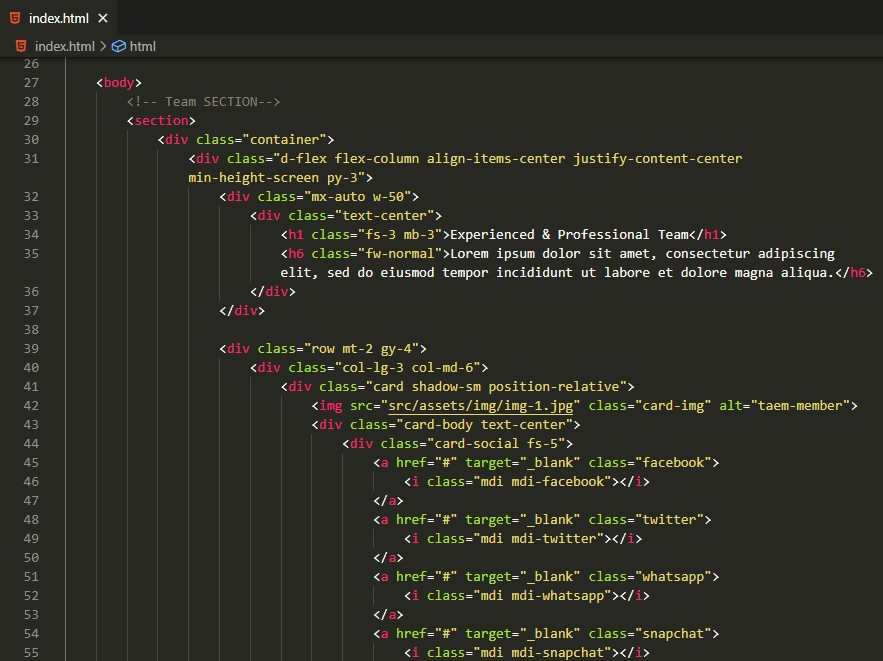 index.html
index.html > html
26
27 <body>
28 <!-- Team SECTION-->
29 <section>
30 <div class="container">
31 <div class="d-flex flex-column align-items-center justify-content-center
min-height-screen py-3">
32 <div class="mx-auto w-50">
33 <div class="text-center">
34 <h1 class="fs-3 mb-3">Experienced & Professional Team</h1>
35 <h6 class="fw-normal">Lorem ipsum dolor sit amet, consectetur adipiscing
elit, sed do eiusmod tempor incididunt ut labore et dolore magna aliqua.</h6>
36 </div>
37 </div>
38
39 <div class="row mt-2 gy-4">
40 <div class="col-lg-3 col-md-6">
41 <div class="card shadow-sm position-relative">
42 <img src="src/assets/img/img-1.jpg" class="card-img" alt="taem-member">
43 <div class="card-body text-center">
44 <div class="card-social fs-5">
45 <a href="#" target="_blank" class="facebook">
46 <i class="mdi mdi-facebook"></i>
47 </a>
48 <a href="#" target="_blank" class="twitter">
49 <i class="mdi mdi-twitter"></i>
50 </a>
51 <a href="#" target="_blank" class="whatsapp">
52 <i class="mdi mdi-whatsapp"></i>
53 </a>
54 <a href="#" target="_blank" class="snapchat">
55 <i class="mdi mdi-snapchat"></i>